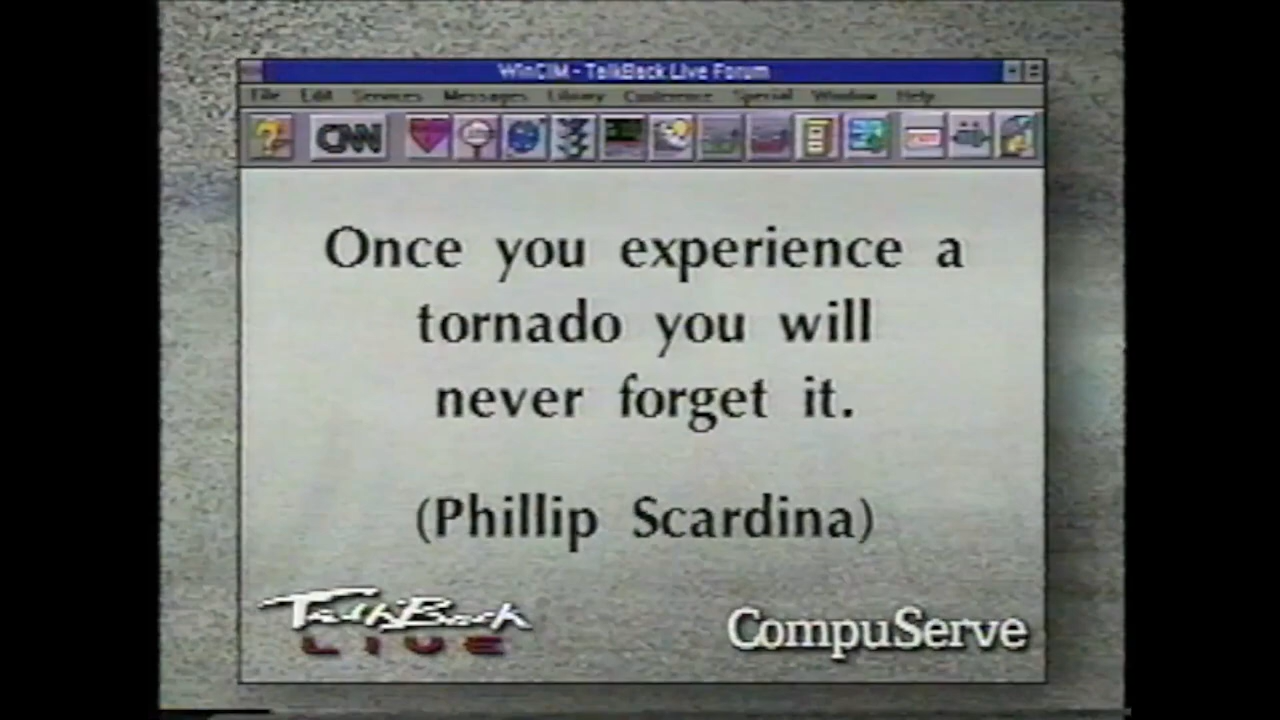 WinCIM - TalkBack Live Forum
File Edit Services Messages Library Conference Special Window Help
? CNN
Once you experience a
tornado you will
never forget it.
(Phillip Scardina)
TalkBack
LIVE
CompuServe